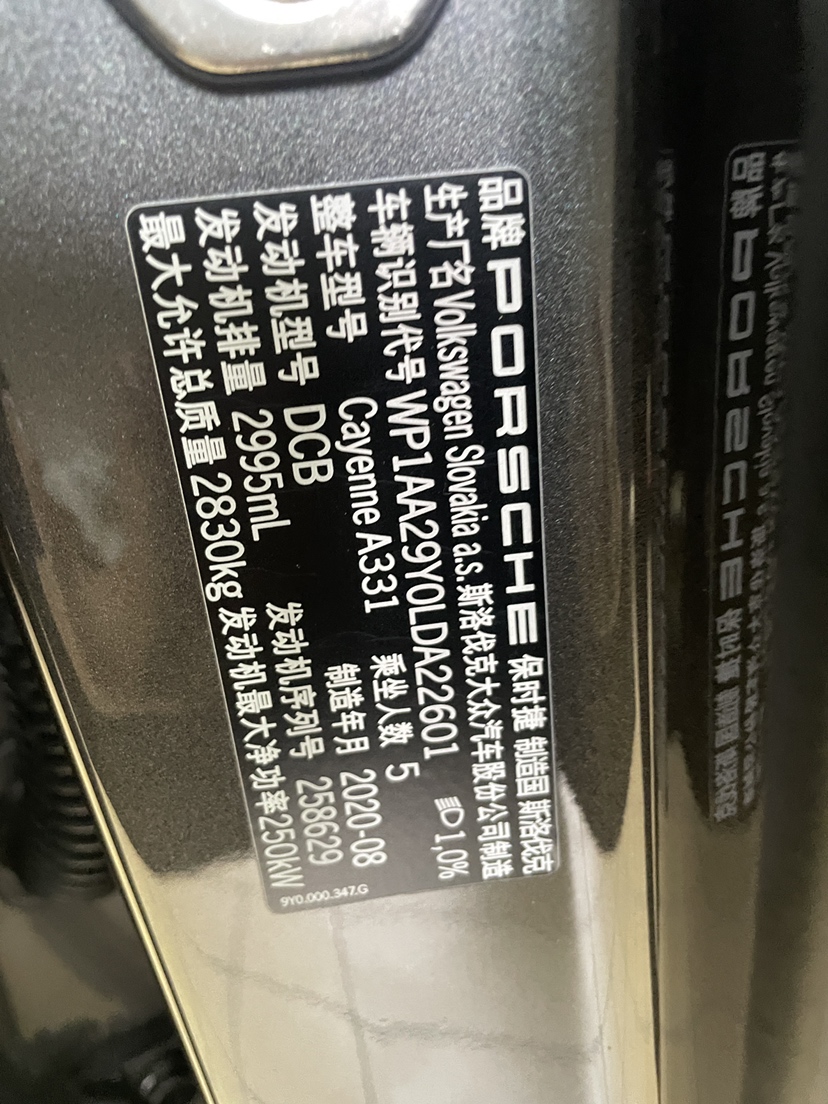 品牌 PORSCHE 保时捷 制造国 斯洛伐克
生产厂名 Volkswagen Slovakia a.s.斯洛伐克大众汽车股份公司制造
车辆识别代号 WP1AA29Y0LDA22601 1,0%
整车型号 Cayenne A331 乘坐人数 5
发动机型号 DCB 制造年月 2020-08
发动机排量 2995mL 发动机序列号 258629
最大允许总质量 2830kg 发动机最大净功率250kW
9Y0.000.347.G